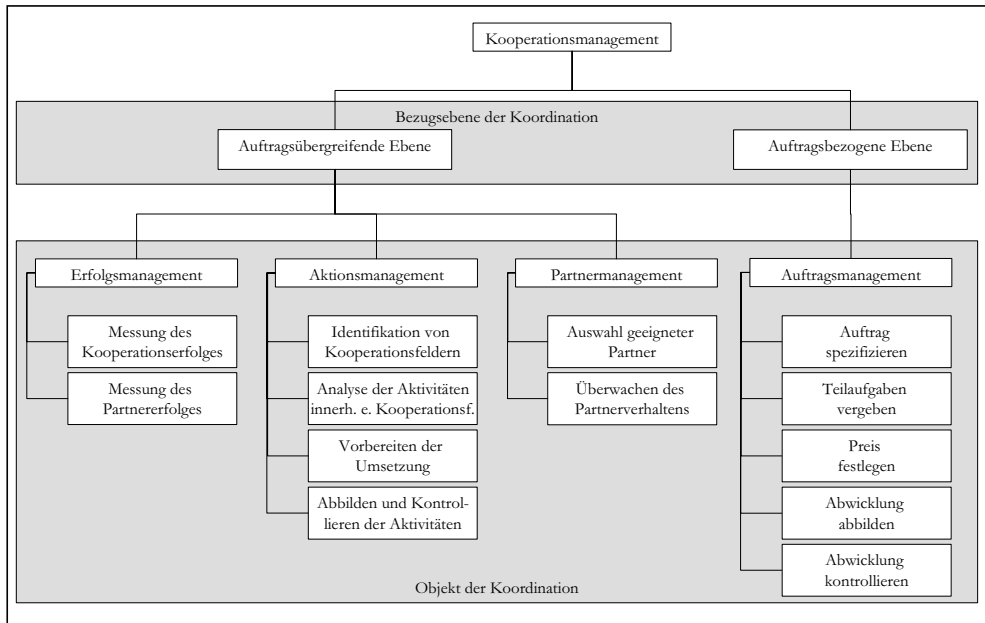 Kooperationsmanagement
Bezugsebene der Koordination
Auftragsübergreifende Ebene
Auftragsbezogene Ebene
Erfolgsmanagement
Messung des
Kooperationserfolges
Messung des
Partnererfolges
Aktionsmanagement
Identifikation von
Kooperationsfeldern
Analyse der Aktivitäten
innerh. e. Kooperationsf.
Vorbereiten der
Umsetzung
Abbilden und Kontrol-
lieren der Aktivitäten
Partnermanagement
Auswahl geeigneter
Partner
Überwachen des
Partnerverhaltens
Auftragsmanagement
Auftrag
spezifizieren
Teilaufgaben
vergeben
Preis
festlegen
Abwicklung
abbilden
Abwicklung
kontrollieren
Objekt der Koordination